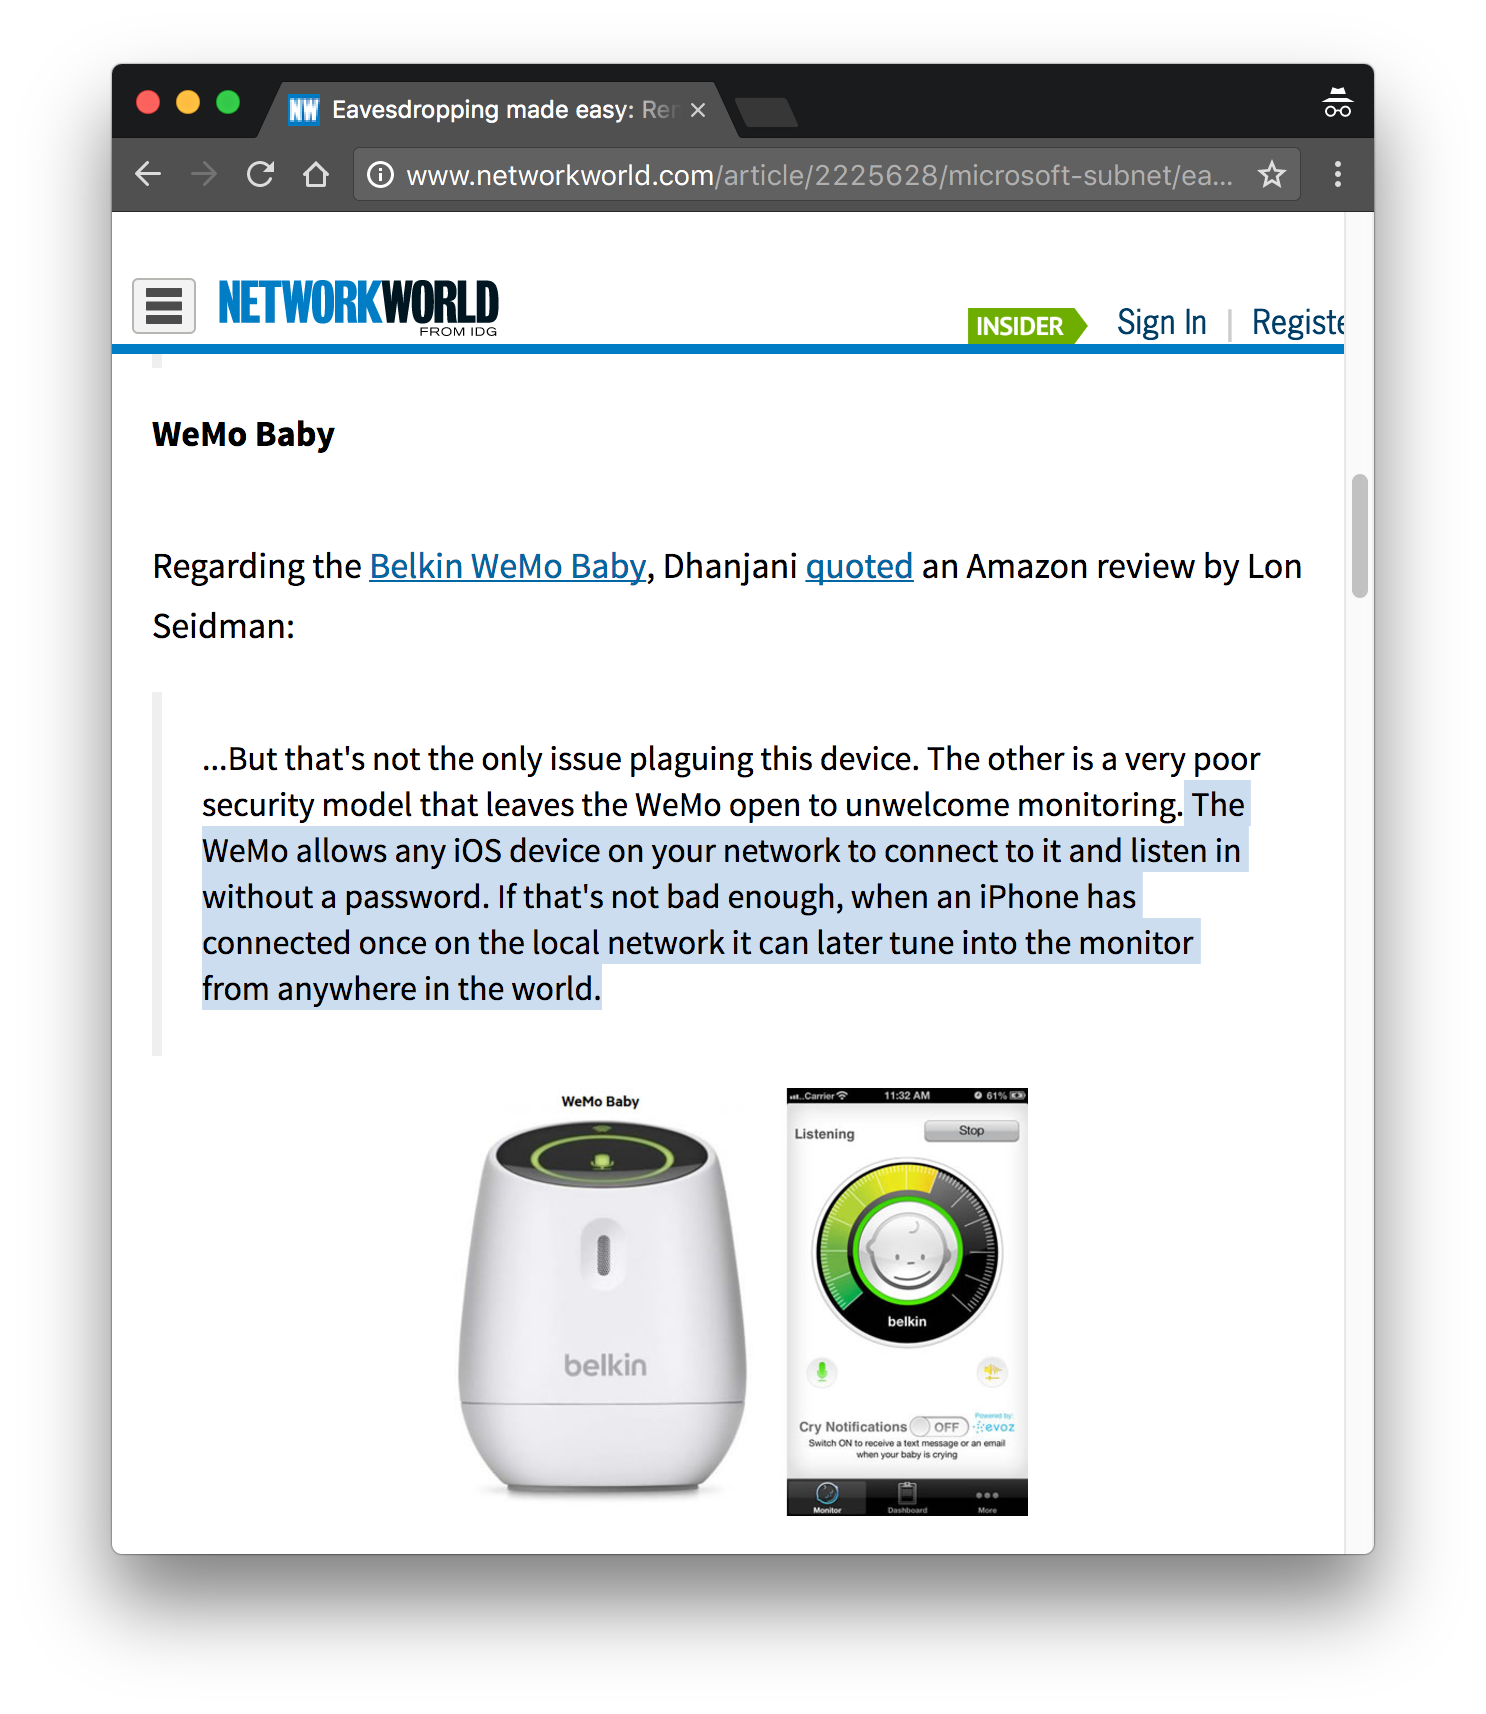 NW Eavesdropping made easy: Rem
www.networkworld.com/article/2225628/microsoft-subnet/ea...
NETWORKWORLD
FROM IDG
INSIDER Sign In | Registe
WeMo Baby
Regarding the Belkin WeMo Baby, Dhanjani quoted an Amazon review by Lon
Seidman:
...But that's not the only issue plaguing this device. The other is a very poor
security model that leaves the WeMo open to unwelcome monitoring. The
WeMo allows any iOS device on your network to connect to it and listen in
without a password. If that's not bad enough, when an iPhone has
connected once on the local network it can later tune into the monitor
from anywhere in the world.
WeMo Baby
belkin
Carrier 11:32 AM 61%
Listening Stop
belkin
Cry Notifications OFF Powered by: evoz
Switch ON to receive a text message or an email
when your baby is crying
Monitor Dashboard More